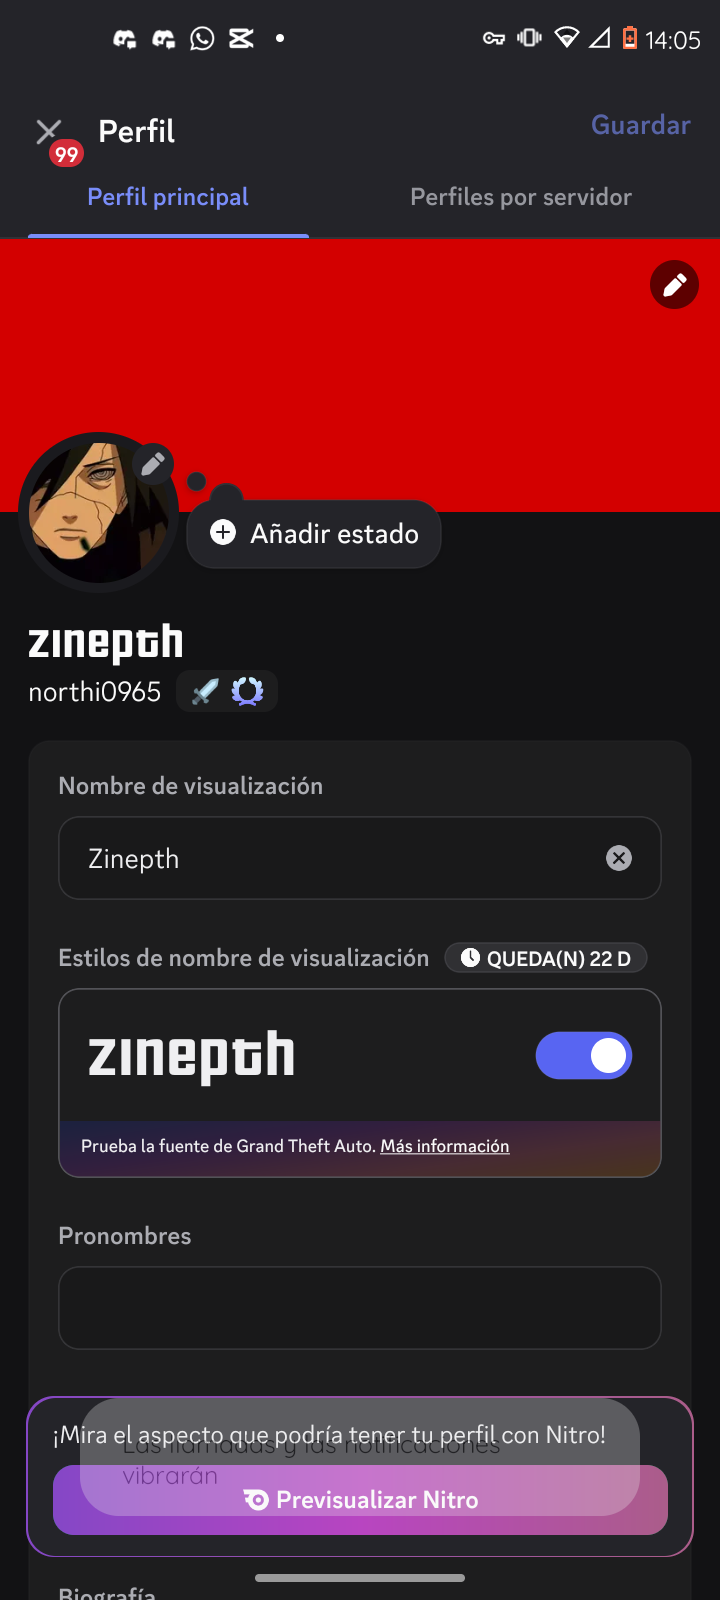 14:05
Perfil
Guardar
99
Perfil principal
Perfiles por servidor
Añadir estado
zinepth
northi0965
Nombre de visualización
Zinepth
Estilos de nombre de visualización
QUEDA(N) 22 D
zinepth
Prueba la fuente de Grand Theft Auto. Más información
Pronombres
¡Mira el aspecto que podría tener tu perfil con Nitro!
Las llamadas y las notificaciones
vibrarán
Previsualizar Nitro
Biografía